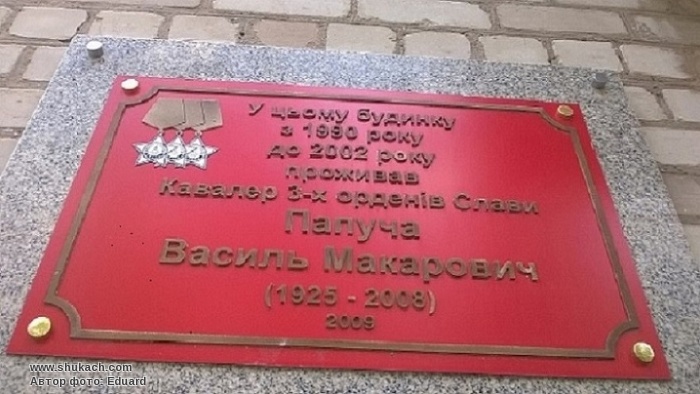 У цьому будинку
з 1990 року
до 2002 року
проживав
Кавалер 3-х орденів Слави
Папуча
Василь Макарович
(1925 - 2008)
2009
www.shukach.com
Автор фото: Eduard